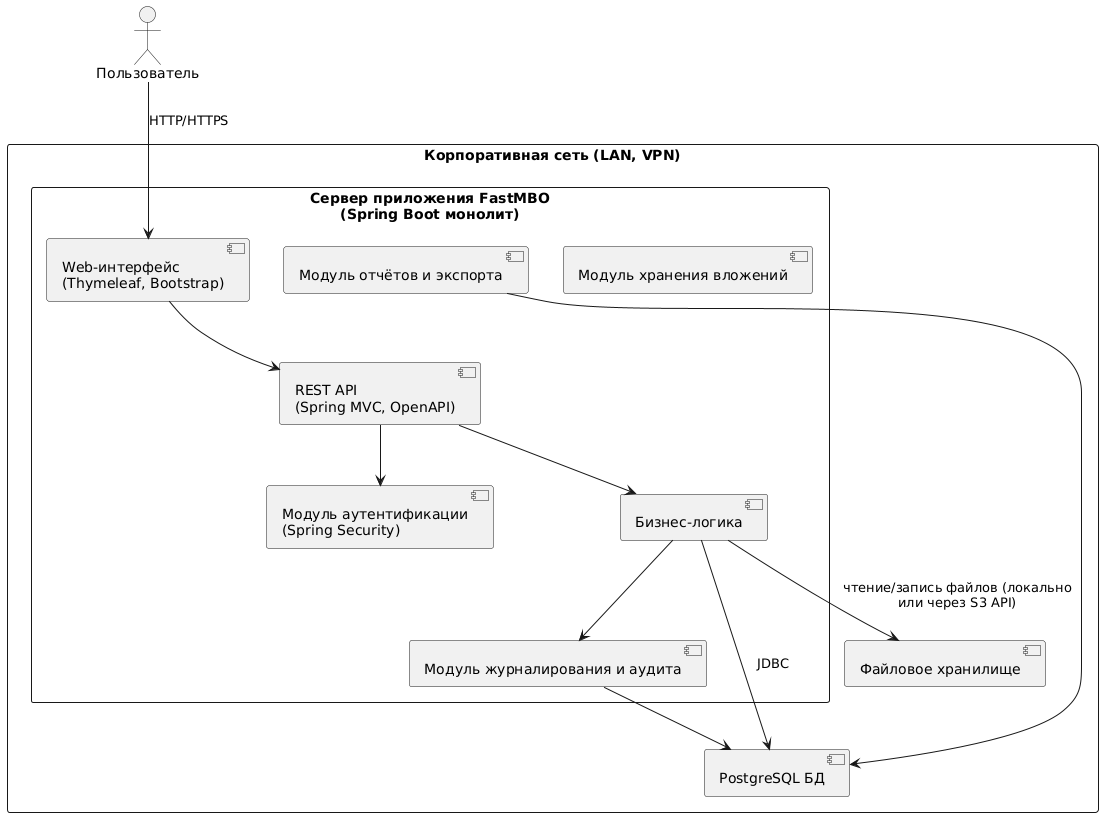 Пользователь
HTTP/HTTPS
Корпоративная сеть (LAN, VPN)
Сервер приложения FastMBO
(Spring Boot монолит)
Web-интерфейс
(Thymeleaf, Bootstrap)
Модуль отчётов и экспорта
Модуль хранения вложений
REST API
(Spring MVC, OpenAPI)
Модуль аутентификации
(Spring Security)
Бизнес-логика
чтение/запись файлов (локально
или через S3 API)
Модуль журналирования и аудита
JDBC
Файловое хранилище
PostgreSQL БД